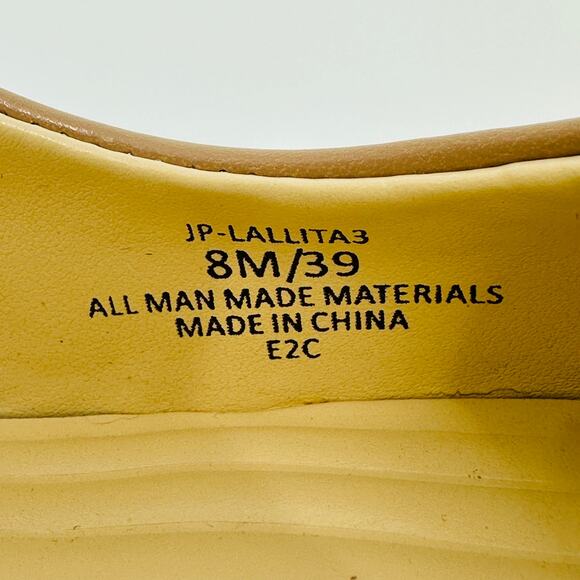 JP-LALLITA3
8M/39
ALL MAN MADE MATERIALS
MADE IN CHINA
E2C